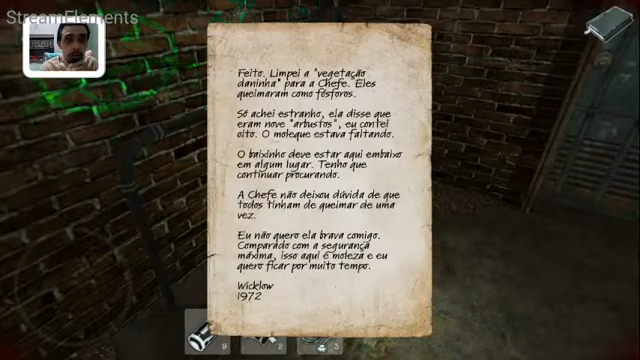 StreamElements
Feito. Limpei a "vegetação
daninha" para a Chefe. Eles
queimaram como fósforos.
Só achei estranho, ela disse que
eram nove "arbustos", eu contei
oito. O moleque estava faltando.
O baixinho deve estar aqui embaixo
em algum lugar. Tenho que
continuar procurando.
A Chefe não deixou dúvida de que
todos tinham de queimar de uma
vez.
Eu não quero ela brava comigo.
Comparado com a segurança
máxima, isso aqui é moleza e eu
quero ficar por muito tempo.
Wicklow
1972
9
2
3